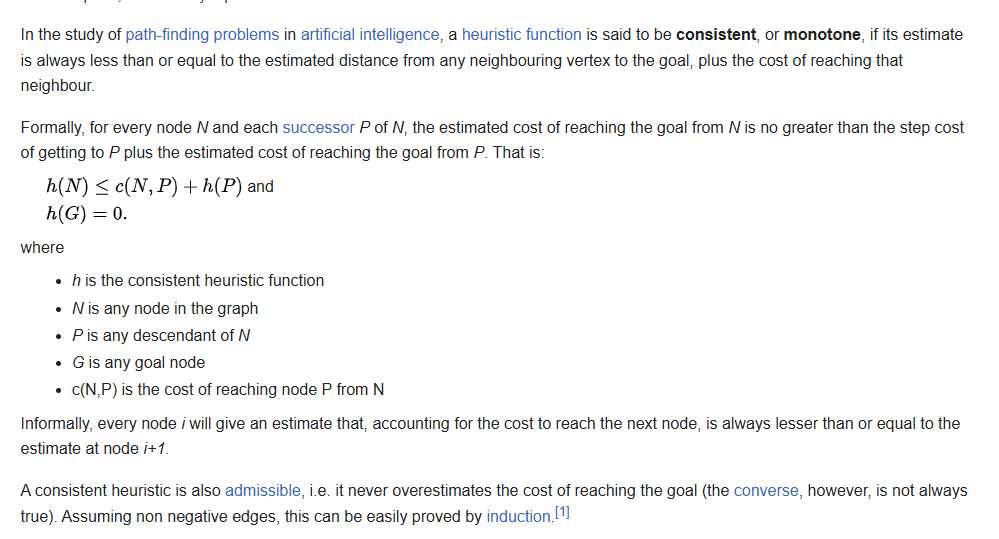 In the study of path-finding problems in artificial intelligence, a heuristic function is said to be consistent, or monotone, if its estimate
is always less than or equal to the estimated distance from any neighbouring vertex to the goal, plus the cost of reaching that
neighbour.
Formally, for every node N and each successor P of N, the estimated cost of reaching the goal from N is no greater than the step cost
of getting to P plus the estimated cost of reaching the goal from P. That is:
h(N) ≤ c(N, P) + h(P) and
h(G) = 0.
where
• h is the consistent heuristic function
• N is any node in the graph
• P is any descendant of N
• G is any goal node
• c(N,P) is the cost of reaching node P from N
Informally, every node i will give an estimate that, accounting for the cost to reach the next node, is always lesser than or equal to the
estimate at node i+1.
A consistent heuristic is also admissible, i.e. it never overestimates the cost of reaching the goal (the converse, however, is not always
true). Assuming non negative edges, this can be easily proved by induction.[1]